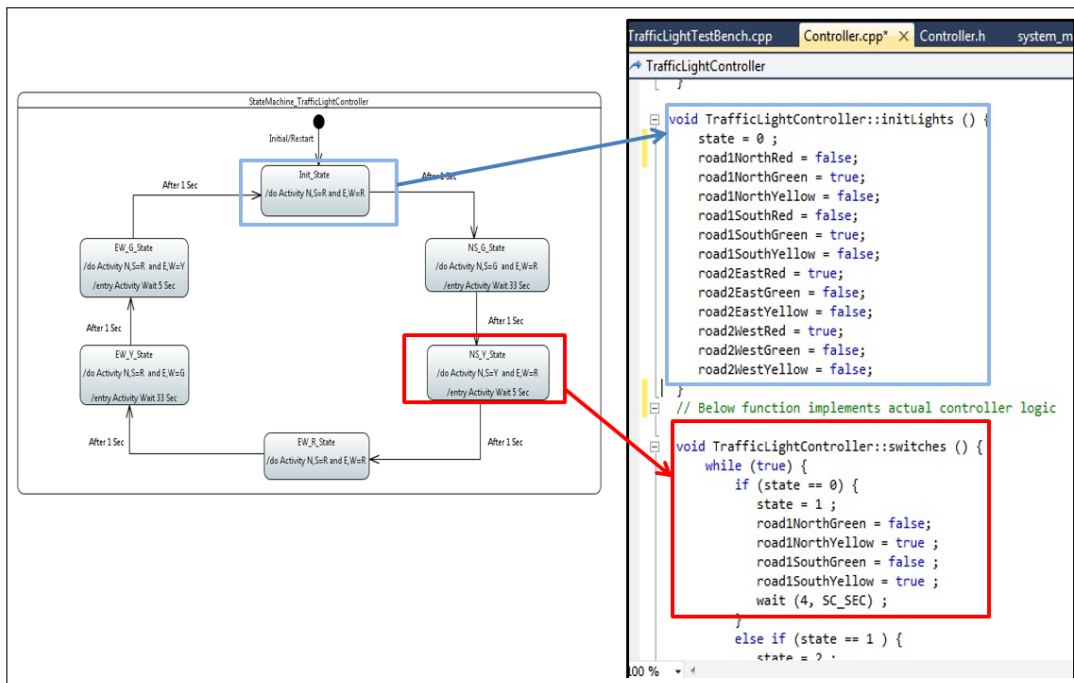 StateMachine_TrafficLightController
Initial/Restart
Init_State
/do Activity N,S=R and E,W=R
After 1 Sec
After 1 Sec
EW_G_State
/do Activity N,S=R and E,W=Y
/entry Activity Wait 5 Sec
NS_G_State
/do Activity N,S=G and E,W=R
/entry Activity Wait 33 Sec
After 1 Sec
After 1 Sec
EW_Y_State
/do Activity N,S=R and E,W=G
/entry Activity Wait 33 Sec
NS_Y_State
/do Activity N,S=Y and E,W=R
/entry Activity Wait 5 Sec
After 1 Sec
After 1 Sec
EW_R_State
/do Activity N,S=R and E,W=R
TrafficLightTestBench.cpp Controller.cpp* X Controller.h system_m
TrafficLightController
}
void TrafficLightController::initLights () {
state = 0 ;
road1NorthRed = false;
road1NorthGreen = true;
road1NorthYellow = false;
road1SouthRed = false;
road1SouthGreen = true;
road1SouthYellow = false;
road2EastRed = true;
road2EastGreen = false;
road2EastYellow = false;
road2WestRed = true;
road2WestGreen = false;
road2WestYellow = false;
}
// Below function implements actual controller logic
void TrafficLightController::switches () {
while (true) {
if (state == 0) {
state = 1 ;
road1NorthGreen = false;
road1NorthYellow = true ;
road1SouthGreen = false ;
road1SouthYellow = true ;
wait (4, SC_SEC) ;
}
else if (state == 1 ) {
state = 2 ;
100 %